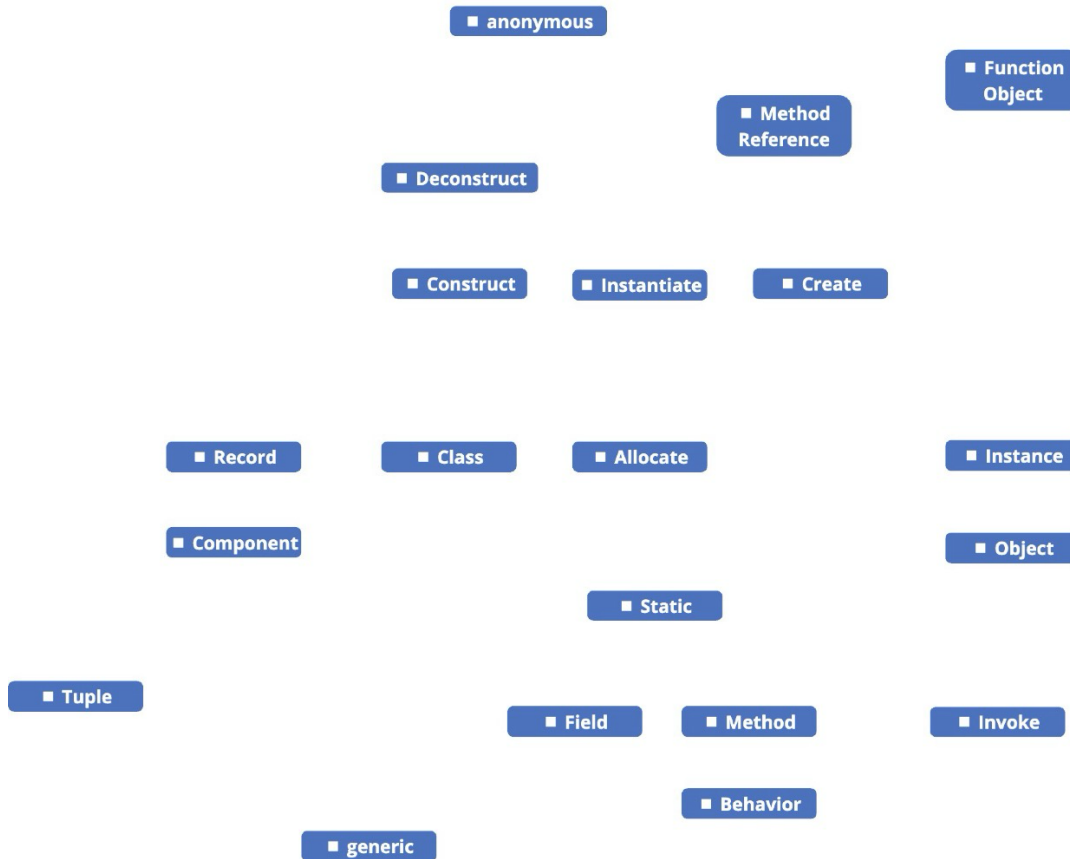 ■ anonymous
■ Function
Object
■ Method
Reference
■ Deconstruct
■ Construct
■ Instantiate
■ Create
■ Record
■ Class
■ Allocate
■ Instance
■ Component
■ Object
■ Static
■ Tuple
■ Field
■ Method
■ Invoke
■ Behavior
■ generic